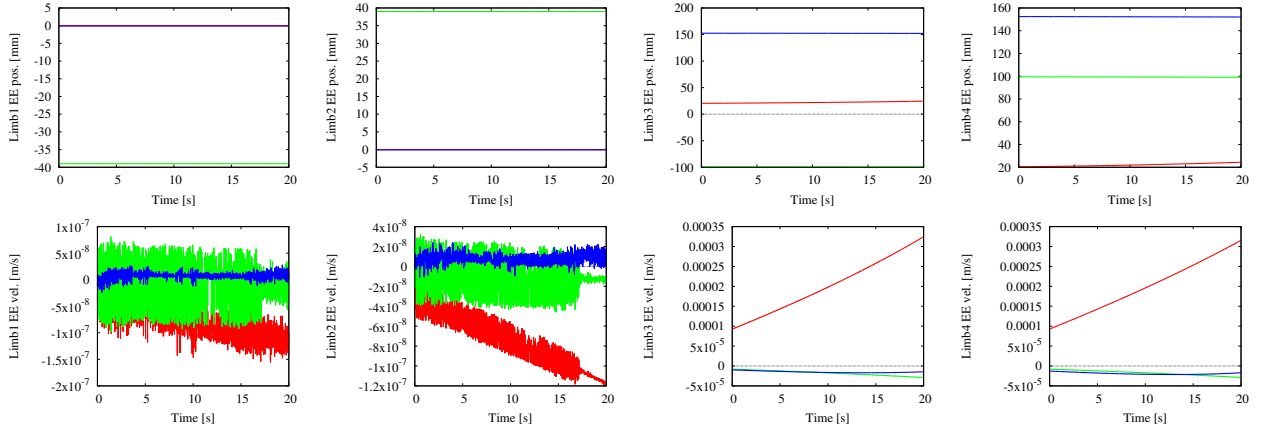 Limb1 EE pos. [mm]
5
0
-5
-10
-15
-20
-25
-30
-35
-40
0 5 10 15 20
Time [s]
Limb2 EE pos. [mm]
40
35
30
25
20
15
10
5
0
-5
0 5 10 15 20
Time [s]
Limb3 EE pos. [mm]
200
150
100
50
0
-50
-100
0 5 10 15 20
Time [s]
Limb4 EE pos. [mm]
160
140
120
100
80
60
40
20
0 5 10 15 20
Time [s]
Limb1 EE vel. [m/s]
1x10-7
5x10-8
0
-5x10-8
-1x10-7
-1.5x10-7
-2x10-7
0 5 10 15 20
Time [s]
Limb2 EE vel. [m/s]
4x10-8
2x10-8
0
-2x10-8
-4x10-8
-6x10-8
-8x10-8
-1x10-7
-1.2x10-7
0 5 10 15 20
Time [s]
Limb3 EE vel. [m/s]
0.00035
0.0003
0.00025
0.0002
0.00015
0.0001
5x10-5
0
-5x10-5
0 5 10 15 20
Time [s]
Limb4 EE vel. [m/s]
0.00035
0.0003
0.00025
0.0002
0.00015
0.0001
5x10-5
0
-5x10-5
0 5 10 15 20
Time [s]